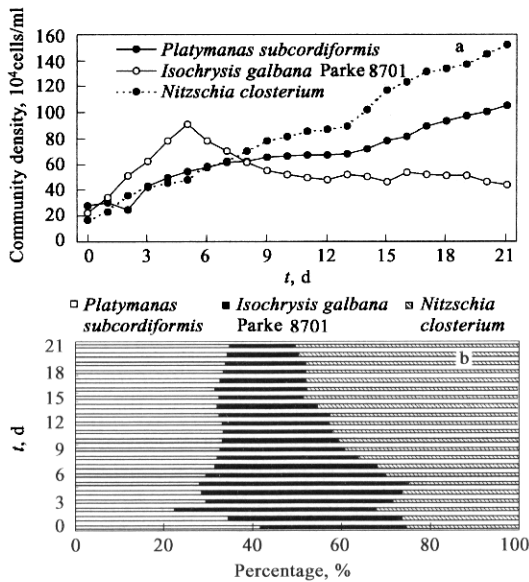 160
140
120
100
80
60
40
20
0
Community density, 10⁴cells/ml
Platymanas subcordiformis
Isochrysis galbana Parke 8701
Nitzschia closterium
a
0 3 6 9 12 15 18 21
t, d
Platymanas subcordiformis
Isochrysis galbana Parke 8701
Nitzschia closterium
b
21
18
15
12
9
6
3
0
t, d
0 20 40 60 80 100
Percentage, %